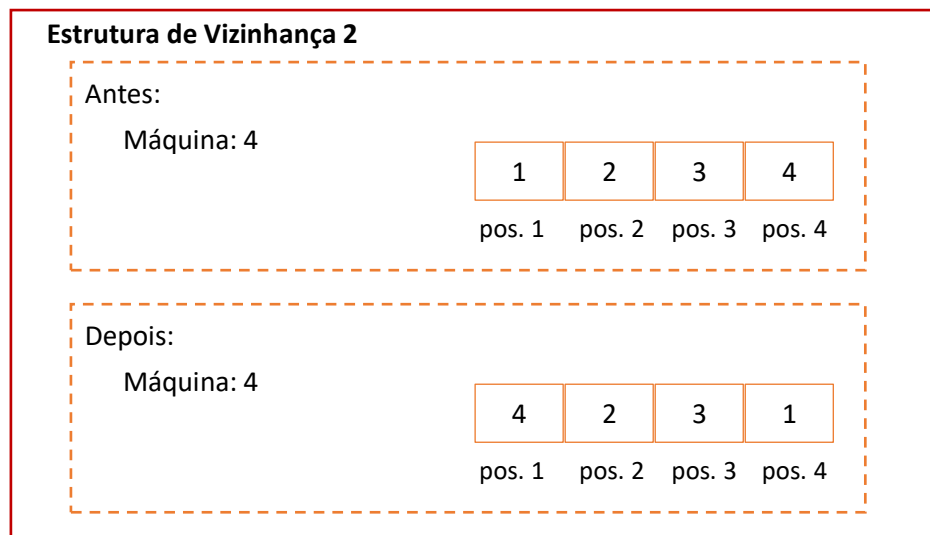 Estrutura de Vizinhança 2
Antes:
Máquina: 4
1 2 3 4
pos. 1 pos. 2 pos. 3 pos. 4
Depois:
Máquina: 4
4 2 3 1
pos. 1 pos. 2 pos. 3 pos. 4